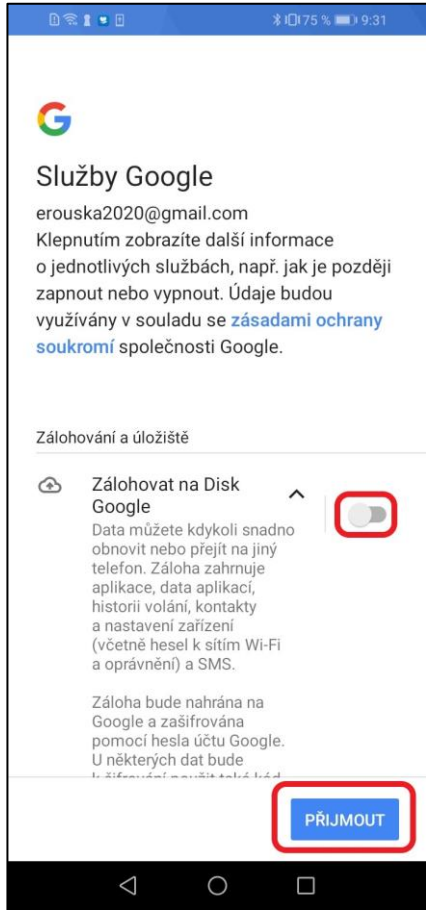 75 % 9:31
G
Služby Google
erouska2020@gmail.com
Klepnutím zobrazíte další informace
o jednotlivých službách, např. jak je později
zapnout nebo vypnout. Údaje budou
využívány v souladu se zásadami ochrany
soukromí společnosti Google.
Zálohování a úložiště
Zálohovat na Disk
Google
Data můžete kdykoli snadno
obnovit nebo přejít na jiný
telefon. Záloha zahrnuje
aplikace, data aplikací,
historii volání, kontakty
a nastavení zařízení
(včetně hesel k sítím Wi-Fi
a oprávnění) a SMS.
Záloha bude nahrána na
Google a zašifrována
pomocí hesla účtu Google.
U některých dat bude
k šifrování použit také kód
PŘIJMOUT